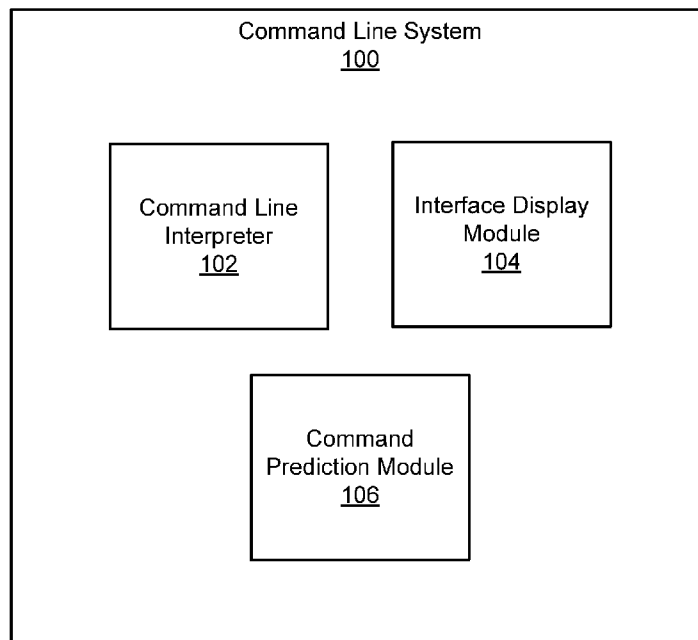 Command Line System
100
Command Line
Interpreter
102
Interface Display
Module
104
Command
Prediction Module
106